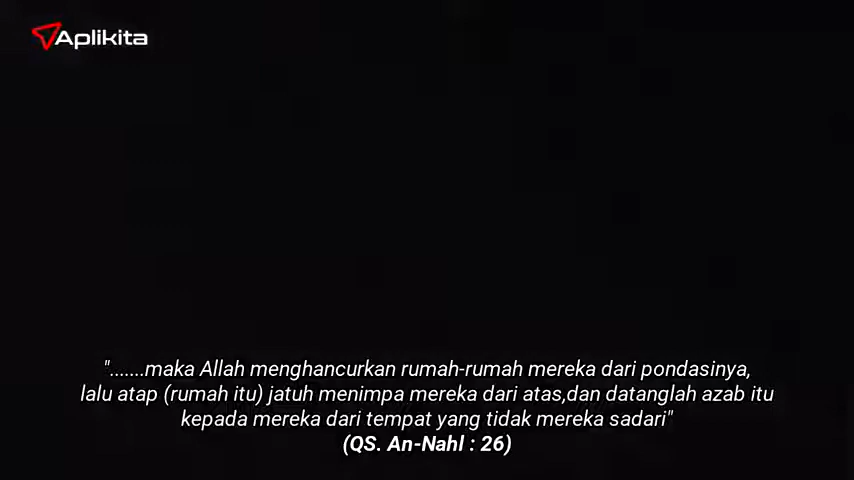 Aplikita
".......maka Allah menghancurkan rumah-rumah mereka dari pondasinya,
lalu atap (rumah itu) jatuh menimpa mereka dari atas,dan datanglah azab itu
kepada mereka dari tempat yang tidak mereka sadari"
(QS. An-Nahl : 26)